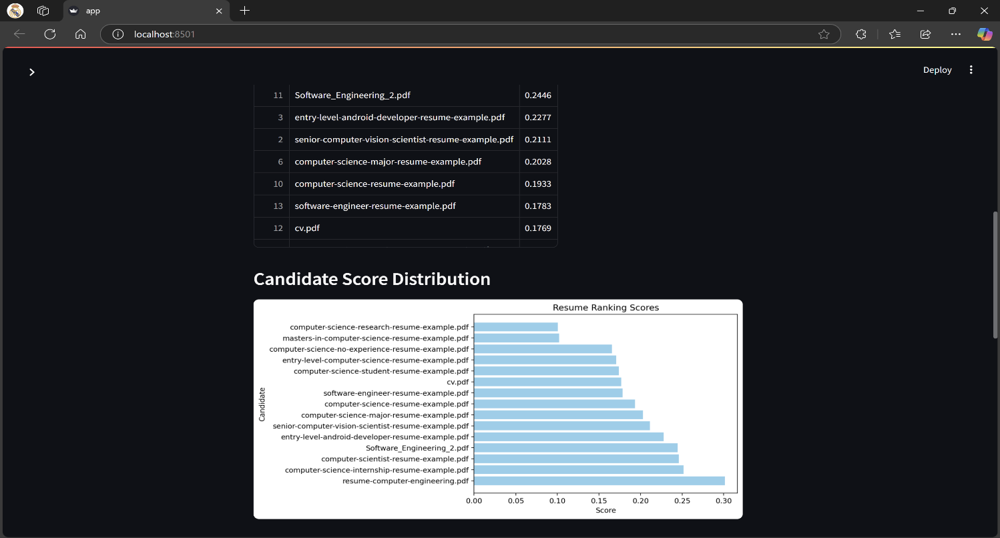 app
localhost:8501
Deploy
11 Software_Engineering_2.pdf 0.2446
3 entry-level-android-developer-resume-example.pdf 0.2277
2 senior-computer-vision-scientist-resume-example.pdf 0.2111
6 computer-science-major-resume-example.pdf 0.2028
10 computer-science-resume-example.pdf 0.1933
13 software-engineer-resume-example.pdf 0.1783
12 cv.pdf 0.1769
Candidate Score Distribution
Resume Ranking Scores
computer-science-research-resume-example.pdf
masters-in-computer-science-resume-example.pdf
computer-science-no-experience-resume-example.pdf
entry-level-computer-science-resume-example.pdf
computer-science-student-resume-example.pdf
cv.pdf
software-engineer-resume-example.pdf
computer-science-resume-example.pdf
computer-science-major-resume-example.pdf
senior-computer-vision-scientist-resume-example.pdf
entry-level-android-developer-resume-example.pdf
Software_Engineering_2.pdf
computer-scientist-resume-example.pdf
computer-science-internship-resume-example.pdf
resume-computer-engineering.pdf
Candidate
0.00 0.05 0.10 0.15 0.20 0.25 0.30
Score